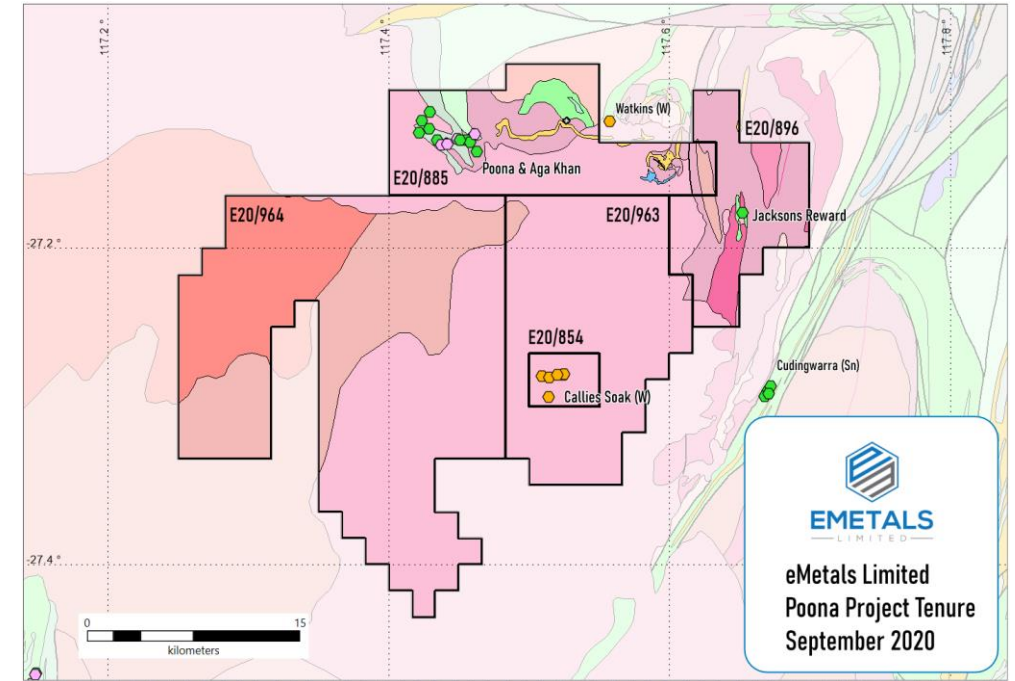 117.2 °
117.4 °
117.6 °
117.8 °
Watkins (W)
E20/896
Poona & Aga Khan
E20/885
E20/964
E20/963
Jacksons Reward
-27.2 °
E20/854
Cudingwarra (Sn)
Callies Soak (W)
EMETALS
LIMITED
-27.4 °
eMetals Limited
Poona Project Tenure
September 2020
0
15
kilometers